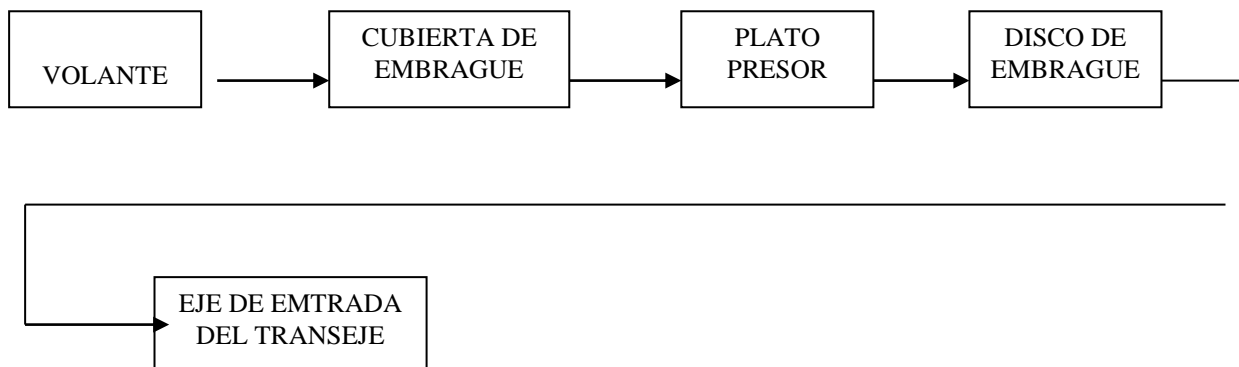 VOLANTE
CUBIERTA DE
EMBRAGUE
PLATO
PRESOR
DISCO DE
EMBRAGUE
EJE DE EMTRADA
DEL TRANSEJE